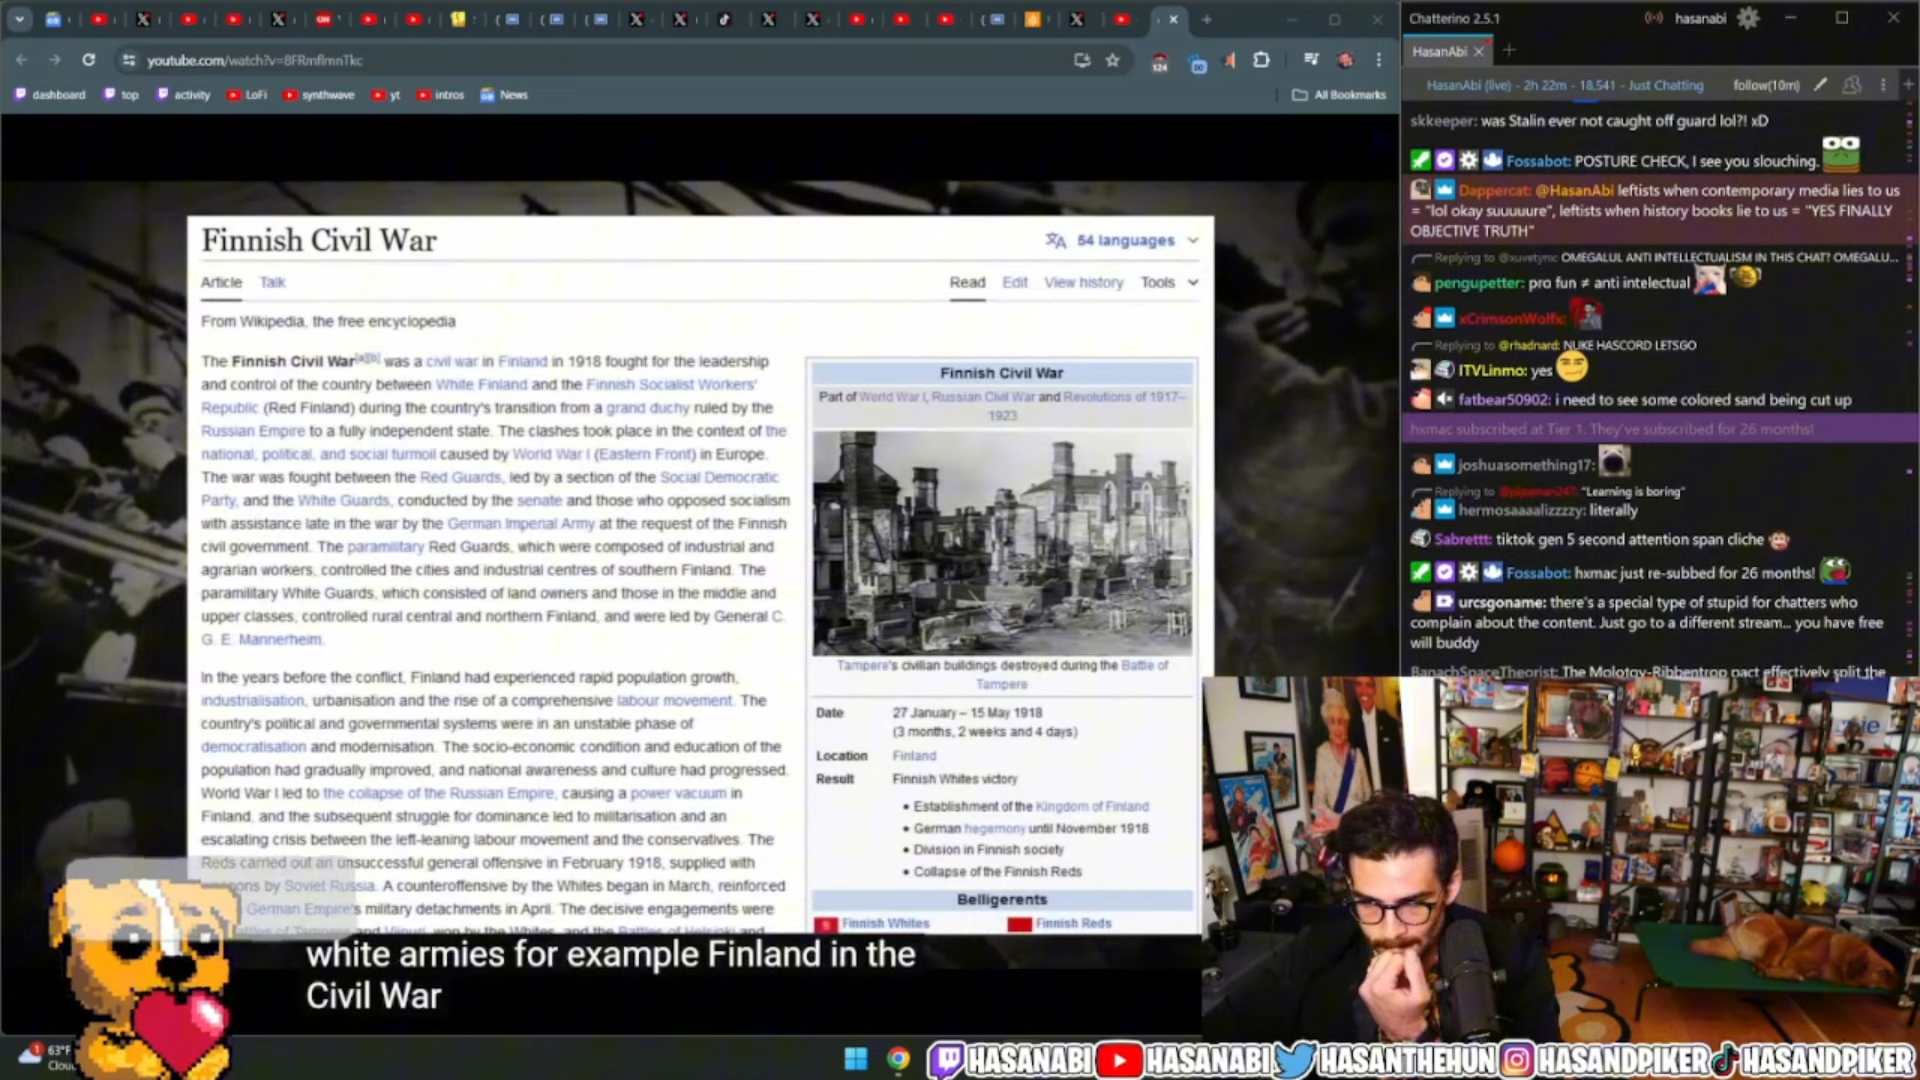 youtube.com/watch?v=8FRmflmnTkc
124
dashboard top activity LoFi synthwave yt intros News All Bookmarks
Finnish Civil War
54 languages
Article Talk Read Edit View history Tools
From Wikipedia, the free encyclopedia
The Finnish Civil War[a][b] was a civil war in Finland in 1918 fought for the leadership
and control of the country between White Finland and the Finnish Socialist Workers'
Republic (Red Finland) during the country's transition from a grand duchy ruled by the
Russian Empire to a fully independent state. The clashes took place in the context of the
national, political, and social turmoil caused by World War I (Eastern Front) in Europe.
The war was fought between the Red Guards, led by a section of the Social Democratic
Party, and the White Guards, conducted by the senate and those who opposed socialism
with assistance late in the war by the German Imperial Army at the request of the Finnish
civil government. The paramilitary Red Guards, which were composed of industrial and
agrarian workers, controlled the cities and industrial centres of southern Finland. The
paramilitary White Guards, which consisted of land owners and those in the middle and
upper classes, controlled rural central and northern Finland, and were led by General C.
G. E. Mannerheim.
In the years before the conflict, Finland had experienced rapid population growth,
industrialisation, urbanisation and the rise of a comprehensive labour movement. The
country's political and governmental systems were in an unstable phase of
democratisation and modernisation. The socio-economic condition and education of the
population had gradually improved, and national awareness and culture had progressed.
World War I led to the collapse of the Russian Empire, causing a power vacuum in
Finland, and the subsequent struggle for dominance led to militarisation and an
escalating crisis between the left-leaning labour movement and the conservatives. The
Reds carried out an unsuccessful general offensive in February 1918, supplied with
by Soviet Russia. A counteroffensive by the Whites began in March, reinforced
German Empire's military detachments in April. The decisive engagements were
Finnish Civil War
Part of World War I, Russian Civil War and Revolutions of 1917–
1923
Tampere's civilian buildings destroyed during the Battle of
Tampere
Date 27 January – 15 May 1918
(3 months, 2 weeks and 4 days)
Location Finland
Result Finnish Whites victory
• Establishment of the Kingdom of Finland
• German hegemony until November 1918
• Division in Finnish society
• Collapse of the Finnish Reds
Belligerents
Finnish Whites Finnish Reds
white armies for example Finland in the
Civil War
Chatterino 2.5.1 hasanabi
HasanAbi
HasanAbi (live) - 2h 22m - 18,541 - Just Chatting follow(10m)
skkeeper: was Stalin ever not caught off guard lol?! xD
Fossabot: POSTURE CHECK, I see you slouching.
Dappercat: @HasanAbi leftists when contemporary media lies to us
= "lol okay suuuuure", leftists when history books lie to us = "YES FINALLY
OBJECTIVE TRUTH"
Replying to @xuvetynx: OMEGALUL ANTI INTELLECTUALISM IN THIS CHAT? OMEGALU...
pengupetter: pro fun ≠ anti intelectual
xCrimsonWolfx:
Replying to @rhadnard: NUKE HASCORD LETSGO
ITVLinmo: yes
fatbear50902: i need to see some colored sand being cut up
hxmac subscribed at Tier 1. They've subscribed for 26 months!
joshuasomething17:
Replying to @pipaman247: "Learning is boring"
hermosaaaalizzzzy: literally
Sabrettt: tiktok gen 5 second attention span cliche
Fossabot: hxmac just re-subbed for 26 months!
urcsgoname: there's a special type of stupid for chatters who
complain about the content. Just go to a different stream... you have free
will buddy
BanachSpaceTheorist: The Molotov-Ribbentrop pact effectively split the
1 63°F
HASANABI HASANABI HASANTHEHUN HASANDPIKER HASANDPIKER